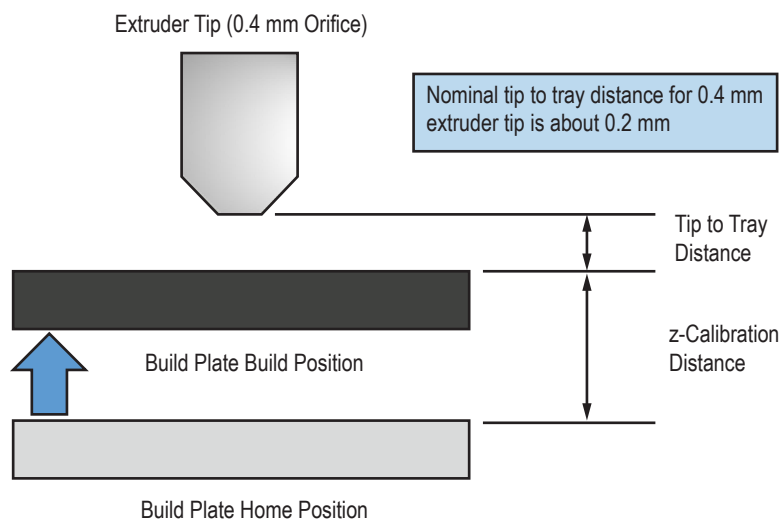 Extruder Tip (0.4 mm Orifice)
Nominal tip to tray distance for 0.4 mm
extruder tip is about 0.2 mm
Tip to Tray
Distance
z-Calibration
Distance
Build Plate Build Position
Build Plate Home Position